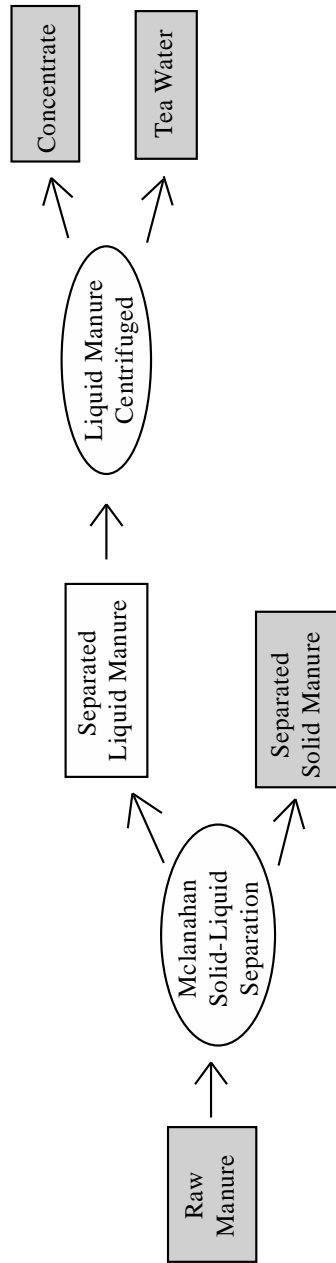 Raw
Manure
Mclanahan
Solid-Liquid
Separation
Separated
Liquid Manure
Separated
Solid Manure
Liquid Manure
Centrifuged
Concentrate
Tea Water